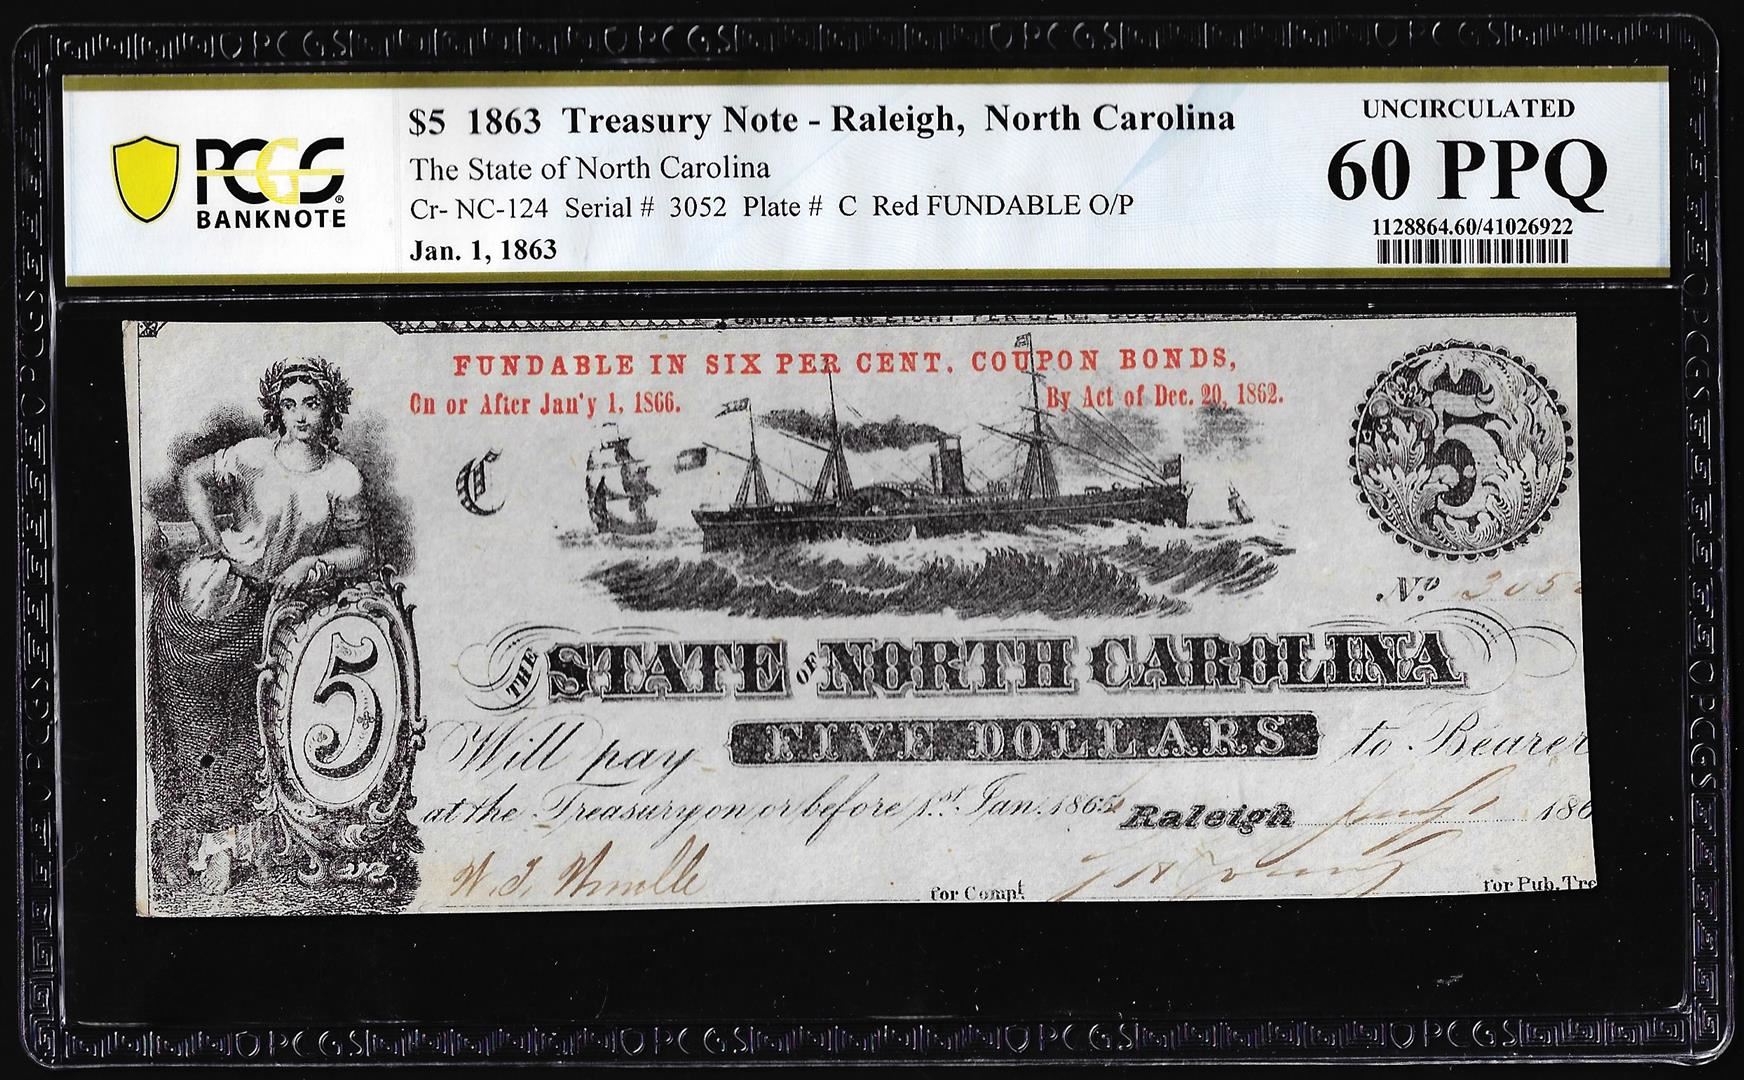 PCGS
BANKNOTE
$5 1863 Treasury Note - Raleigh, North Carolina
The State of North Carolina
Cr- NC-124 Serial # 3052 Plate # C Red FUNDABLE O/P
Jan. 1, 1863
UNCIRCULATED
60 PPQ
1128864.60/41026922
FUNDABLE IN SIX PER CENT. COUPON BONDS,
On or After Jan'y 1, 1866.
By Act of Dec. 20, 1862.
C
5
No 3052
THE STATE OF NORTH CAROLINA
5
Will pay FIVE DOLLARS to Bearer
at the Treasury on or before 1st Jan. 1865 Raleigh 1 186
for Compt
for Pub. Tre